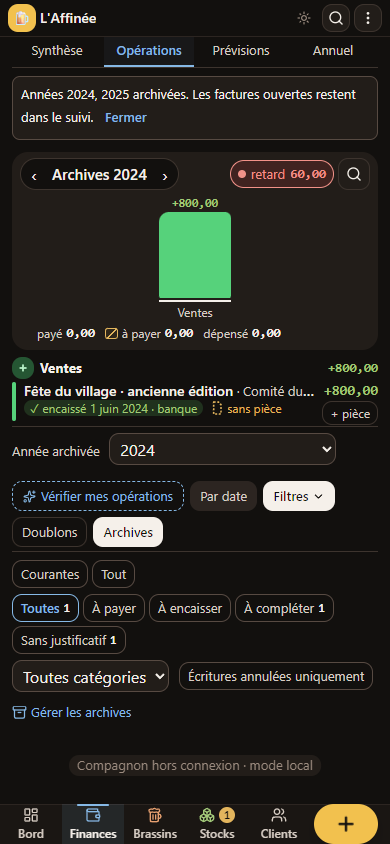 L'Affinée
Synthèse Opérations Prévisions Annuel
Années 2024, 2025 archivées. Les factures ouvertes restent
dans le suivi. Fermer
‹ Archives 2024 › retard 60,00
+800,00
Ventes
payé 0,00 à payer 0,00 dépensé 0,00
+ Ventes +800,00
Fête du village · ancienne édition · Comité du... +800,00
✓ encaissé 1 juin 2024 · banque sans pièce + pièce
Année archivée 2024
Vérifier mes opérations Par date Filtres
Doublons Archives
Courantes Tout
Toutes 1 À payer À encaisser À compléter 1
Sans justificatif 1
Toutes catégories Écritures annulées uniquement
Gérer les archives
Compagnon hors connexion · mode local
1
Bord Finances Brassins Stocks Clients +